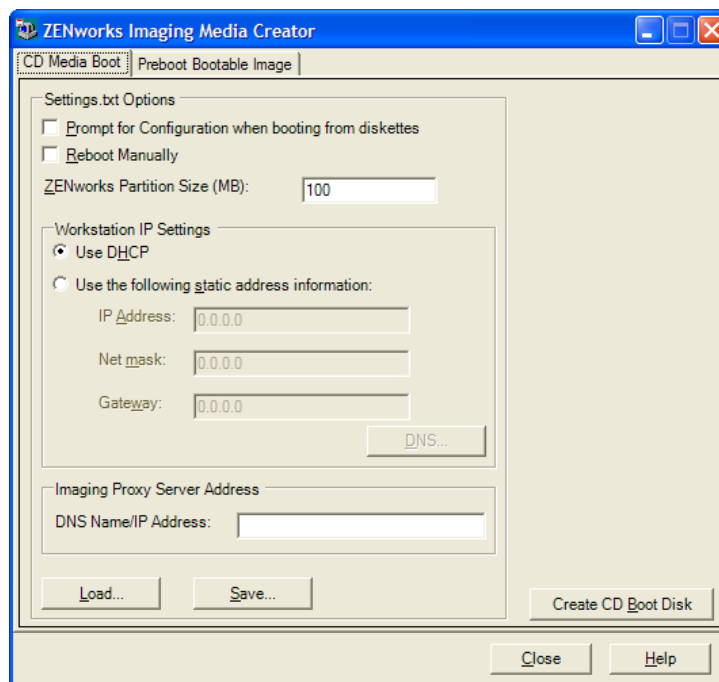 ZENworks Imaging Media Creator
CD Media Boot Preboot Bootable Image
Settings.txt Options
Prompt for Configuration when booting from diskettes
Reboot Manually
ZENworks Partition Size (MB): 100
Workstation IP Settings
Use DHCP
Use the following static address information:
IP Address: 0.0.0.0
Net mask: 0.0.0.0
Gateway: 0.0.0.0
DNS...
Imaging Proxy Server Address
DNS Name/IP Address:
Load... Save...
Create CD Boot Disk
Close Help